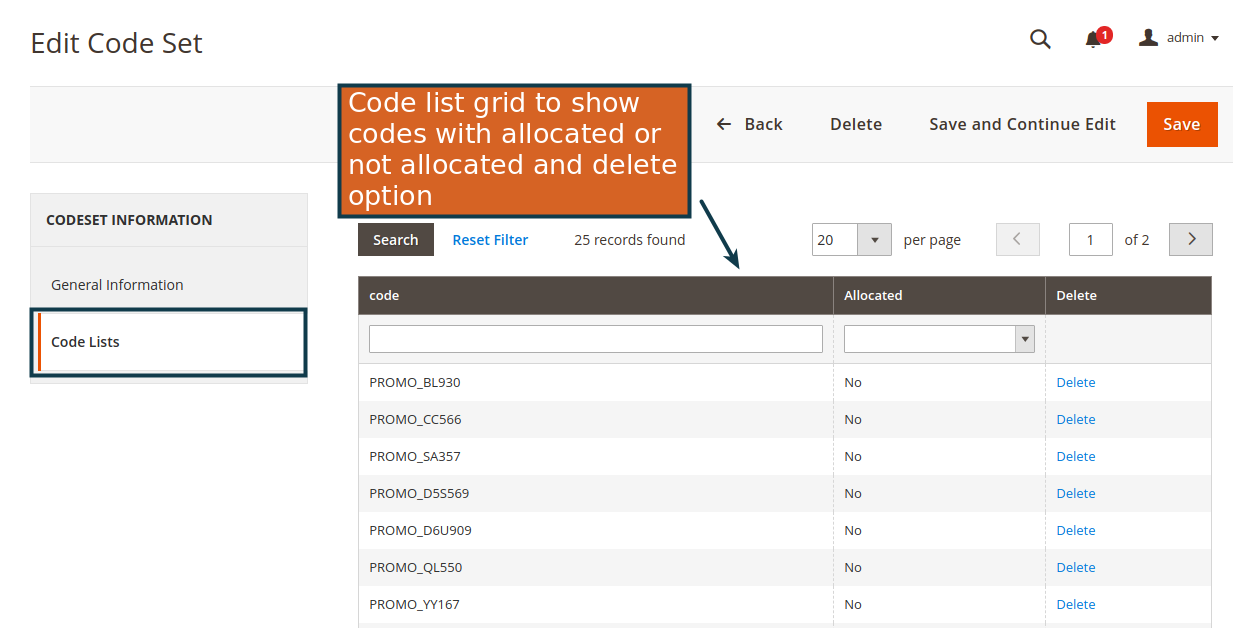 Edit Code Set
1
admin
Code list grid to show
codes with allocated or
not allocated and delete
option
Back
Delete
Save and Continue Edit
Save
CODESET INFORMATION
General Information
Code Lists
Search
Reset Filter
25 records found
20
per page
1
of 2
code
Allocated
Delete
PROMO_BL930
No
Delete
PROMO_CC566
No
Delete
PROMO_SA357
No
Delete
PROMO_D5S569
No
Delete
PROMO_D6U909
No
Delete
PROMO_QL550
No
Delete
PROMO_YY167
No
Delete